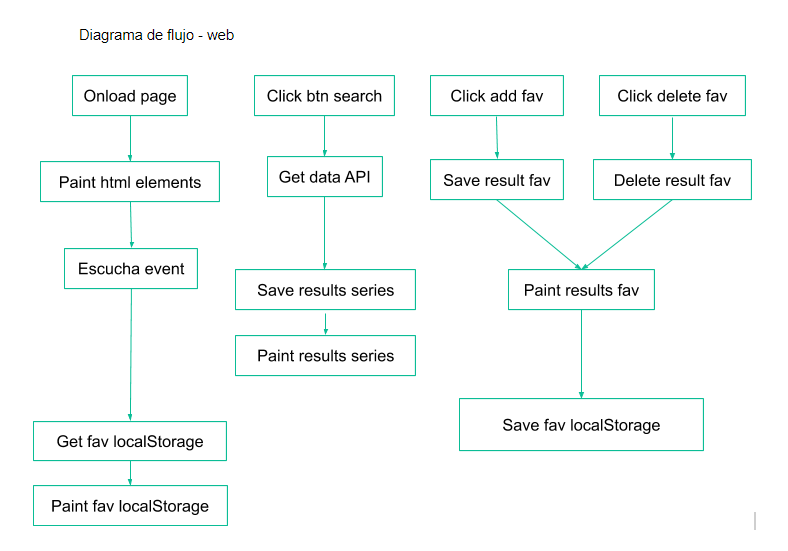 Diagrama de flujo - web
Onload page
Click btn search
Click add fav
Click delete fav
Paint html elements
Get data API
Save result fav
Delete result fav
Escucha event
Save results series
Paint results fav
Paint results series
Get fav localStorage
Save fav localStorage
Paint fav localStorage